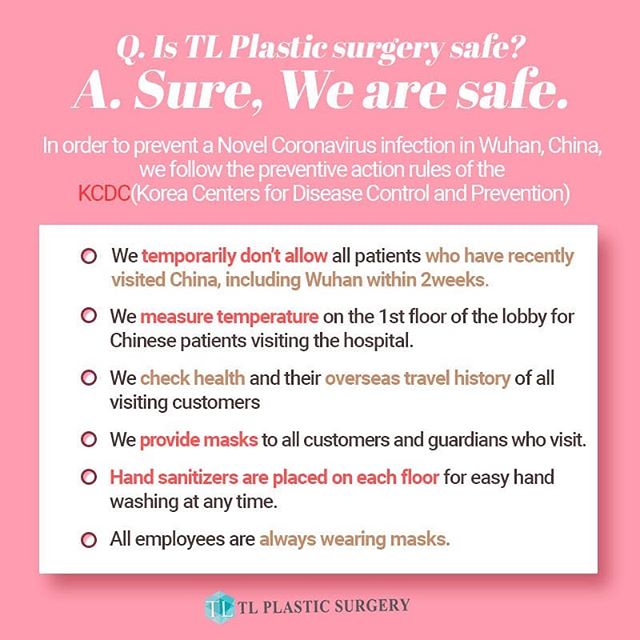 Q. Is TL Plastic surgery safe?
A. Sure, We are safe.
In order to prevent a Novel Coronavirus infection in Wuhan, China,
we follow the preventive action rules of the
KCDC(Korea Centers for Disease Control and Prevention)
We temporarily don't allow all patients who have recently
visited China, including Wuhan within 2weeks.
We measure temperature on the 1st floor of the lobby for
Chinese patients visiting the hospital.
We check health and their overseas travel history of all
visiting customers
We provide masks to all customers and guardians who visit.
Hand sanitizers are placed on each floor for easy hand
washing at any time.
All employees are always wearing masks.
TL TL PLASTIC SURGERY